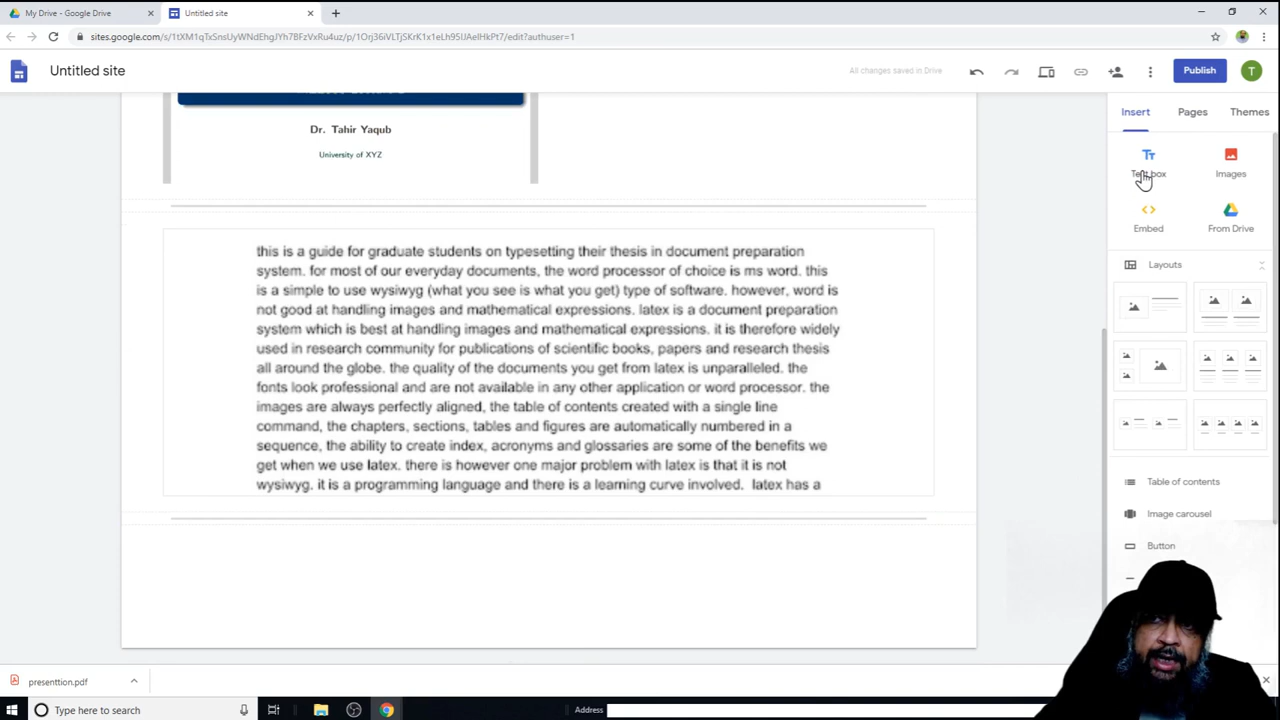 My Drive - Google Drive
Untitled site
sites.google.com/s/1tXM1qTxSnsUyWNdEhgJYh7BFzVxRu4uz/p/1Orj36iVLTjSKrK1x1eLh95IJAeIHkPt7/edit?authuser=1
Untitled site
All changes saved in Drive
Publish
T
Insert
Pages
Themes
Dr. Tahir Yaqub
University of XYZ
Text box
Images
Embed
From Drive
Layouts
this is a guide for graduate students on typesetting their thesis in document preparation
system. for most of our everyday documents, the word processor of choice is ms word. this
is a simple to use wysiwyg (what you see is what you get) type of software. however, word is
not good at handling images and mathematical expressions. latex is a document preparation
system which is best at handling images and mathematical expressions. it is therefore widely
used in research community for publications of scientific books, papers and research thesis
all around the globe. the quality of the documents you get from latex is unparalleled. the
fonts look professional and are not available in any other application or word processor. the
images are always perfectly aligned, the table of contents created with a single line
command, the chapters, sections, tables and figures are automatically numbered in a
sequence, the ability to create index, acronyms and glossaries are some of the benefits we
get when we use latex. there is however one major problem with latex is that it is not
wysiwyg. it is a programming language and there is a learning curve involved. latex has a
Table of contents
Image carousel
Button
presenttion.pdf
Type here to search
Address